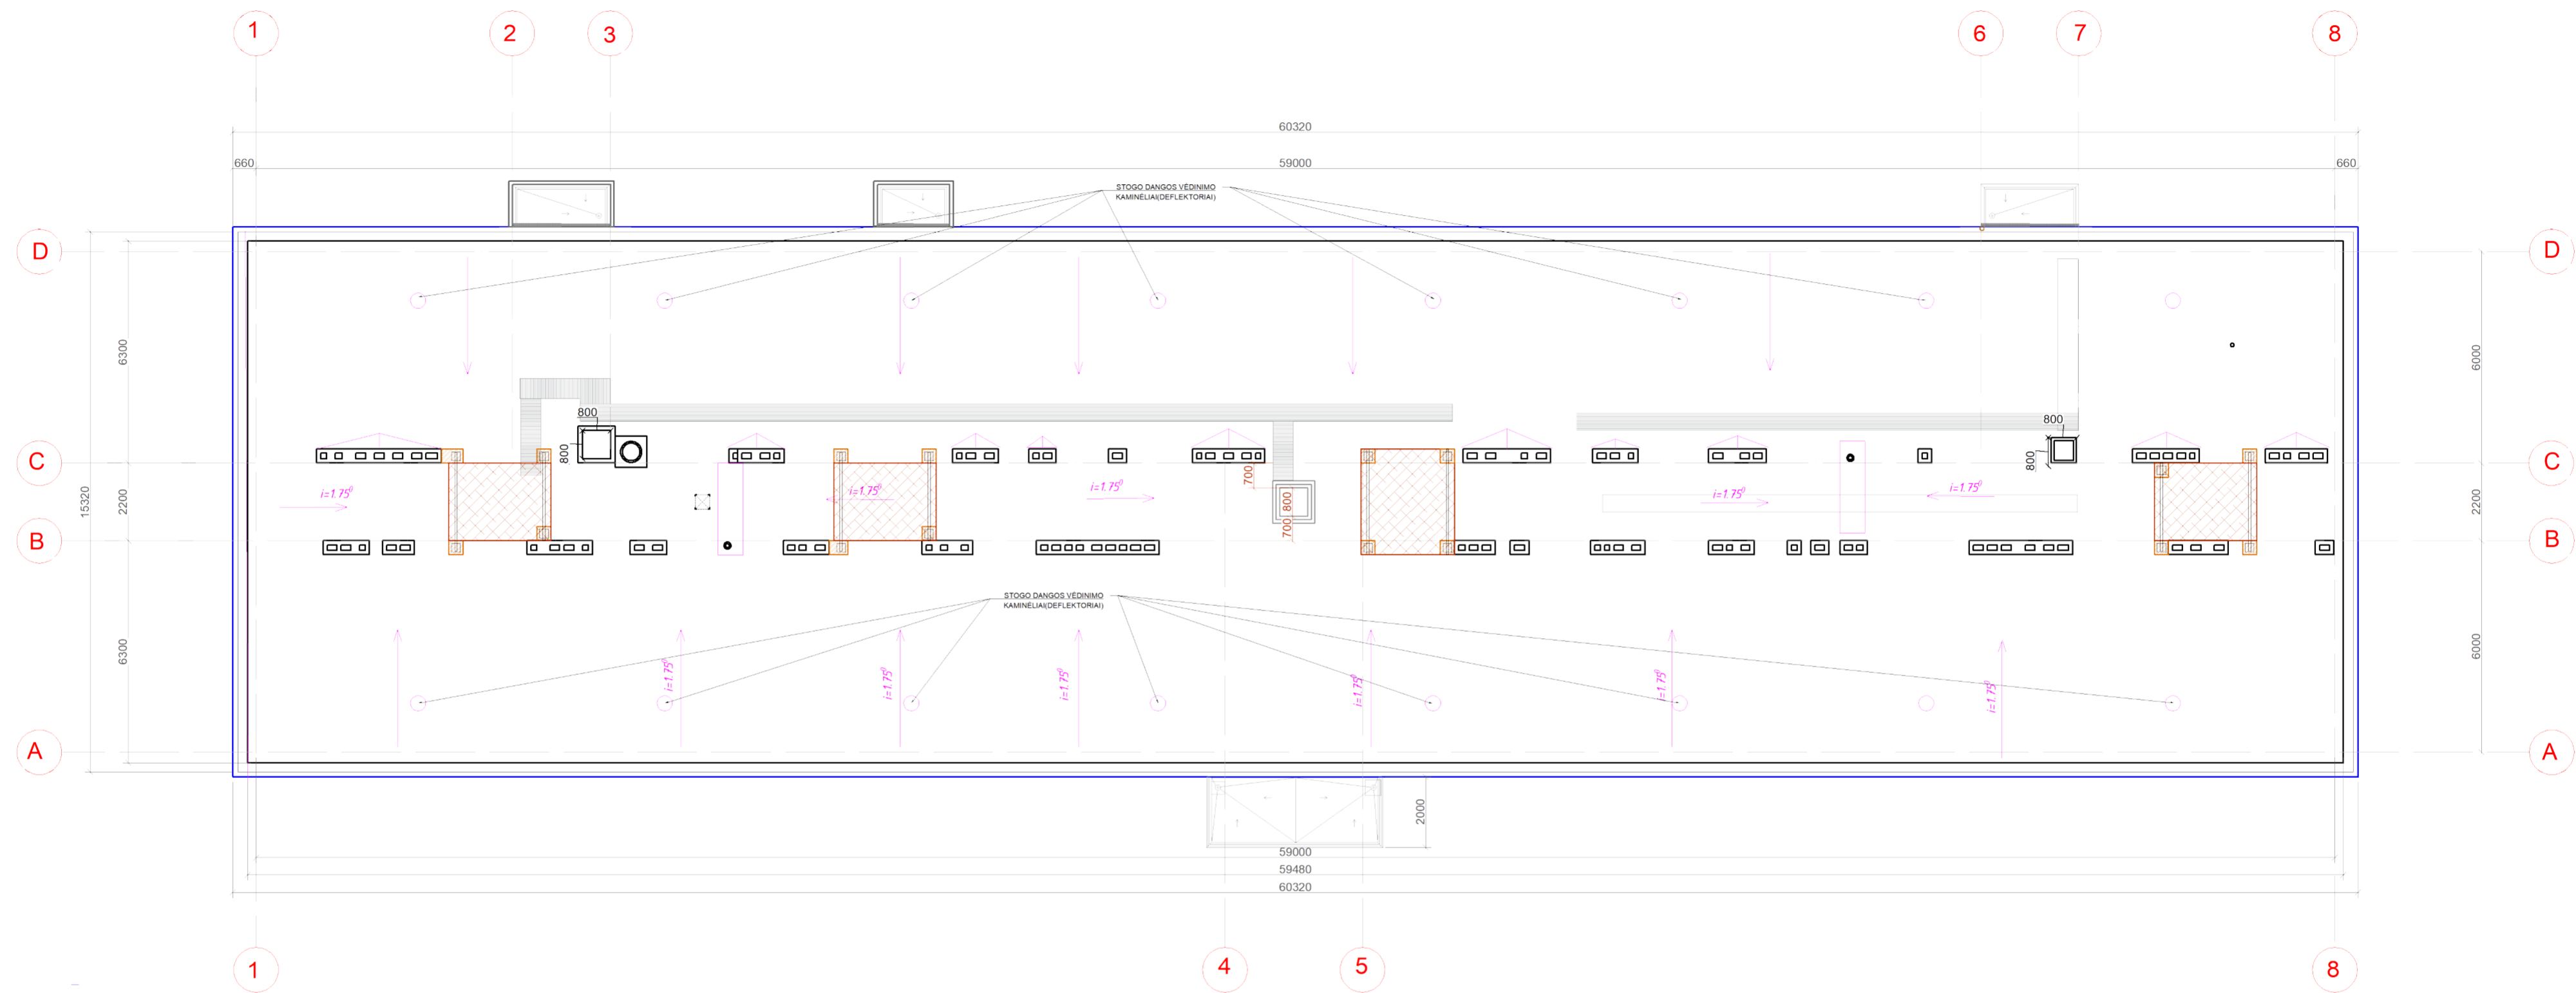 1 2 3 6 7 8
60320
660 59000 660
STOGO DANGOS VĖDINIMO
KAMINĖLIAI(DEFLEKTORIAI)
D D
6300 6000
800 800
C 800 800 C
700
i=1.75⁰ i=1.75⁰ i=1.75⁰ i=1.75⁰ i=1.75⁰
15320 2200 800 2200
700
B B
STOGO DANGOS VĖDINIMO
KAMINĖLIAI(DEFLEKTORIAI)
6300 6000
i=1.75⁰ i=1.75⁰ i=1.75⁰ i=1.75⁰ i=1.75⁰ i=1.75⁰
A A
2000
59000
59480
60320
1 4 5 8